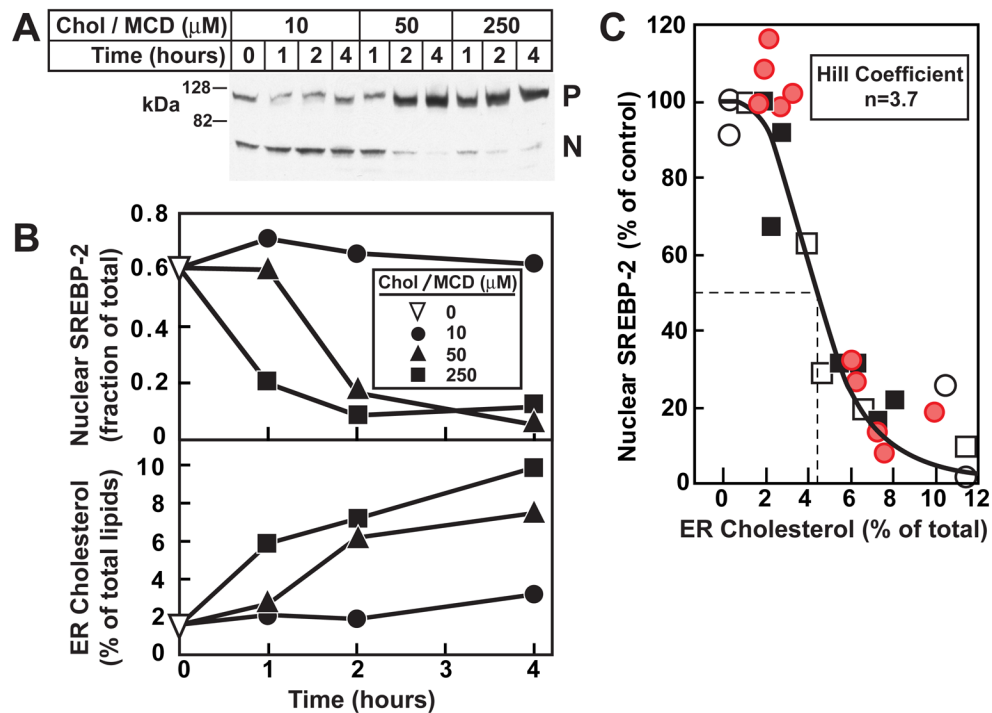 A
Chol / MCD (μM) 10 50 250
Time (hours) 0 1 2 4 1 2 4 1 2 4
128
kDa
82
P
N
B
Nuclear SREBP-2
(fraction of total)
0.8
0.6
0.4
0.2
0
Chol/MCD (μM)
0
10
50
250
ER Cholesterol
(% of total lipids)
10
8
6
4
2
0
0 1 2 3 4
Time (hours)
C
Nuclear SREBP-2 (% of control)
120
100
80
60
40
20
0
Hill Coefficient
n=3.7
0 2 4 6 8 10 12
ER Cholesterol (% of total)